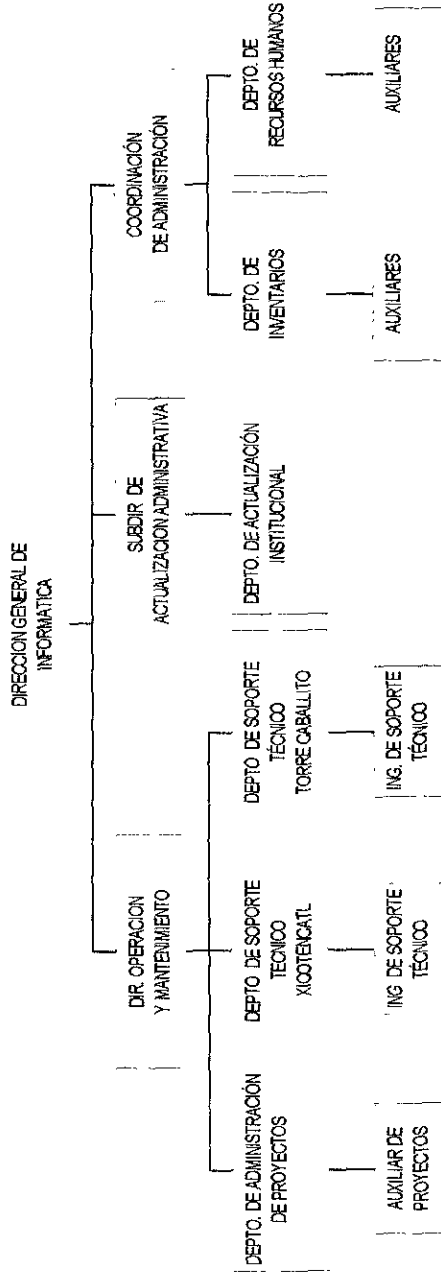 DIRECCION GENERAL DE
INFORMATICA
DIR. OPERACION
Y MANTENIMIENTO
SUBDIR DE
ACTUALIZACION ADMINISTRATIVA
COORDINACIÓN
DE ADMINISTRACIÓN
DEPTO. DE ADMINISTRACIÓN
DE PROYECTOS
DEPTO DE SOPORTE
TECNICO
XICOTENCATL
DEPTO DE SOPORTE
TÉCNICO
TORRE CABALLITO
DEPTO. DE ACTUALIZACIÓN
INSTITUCIONAL
DEPTO. DE
INVENTARIOS
DEPTO. DE
RECURSOS HUMANOS
AUXILIAR DE
PROYECTOS
ING DE SOPORTE
TÉCNICO
ING. DE SOPORTE
TÉCNICO
AUXILIARES
AUXILIARES